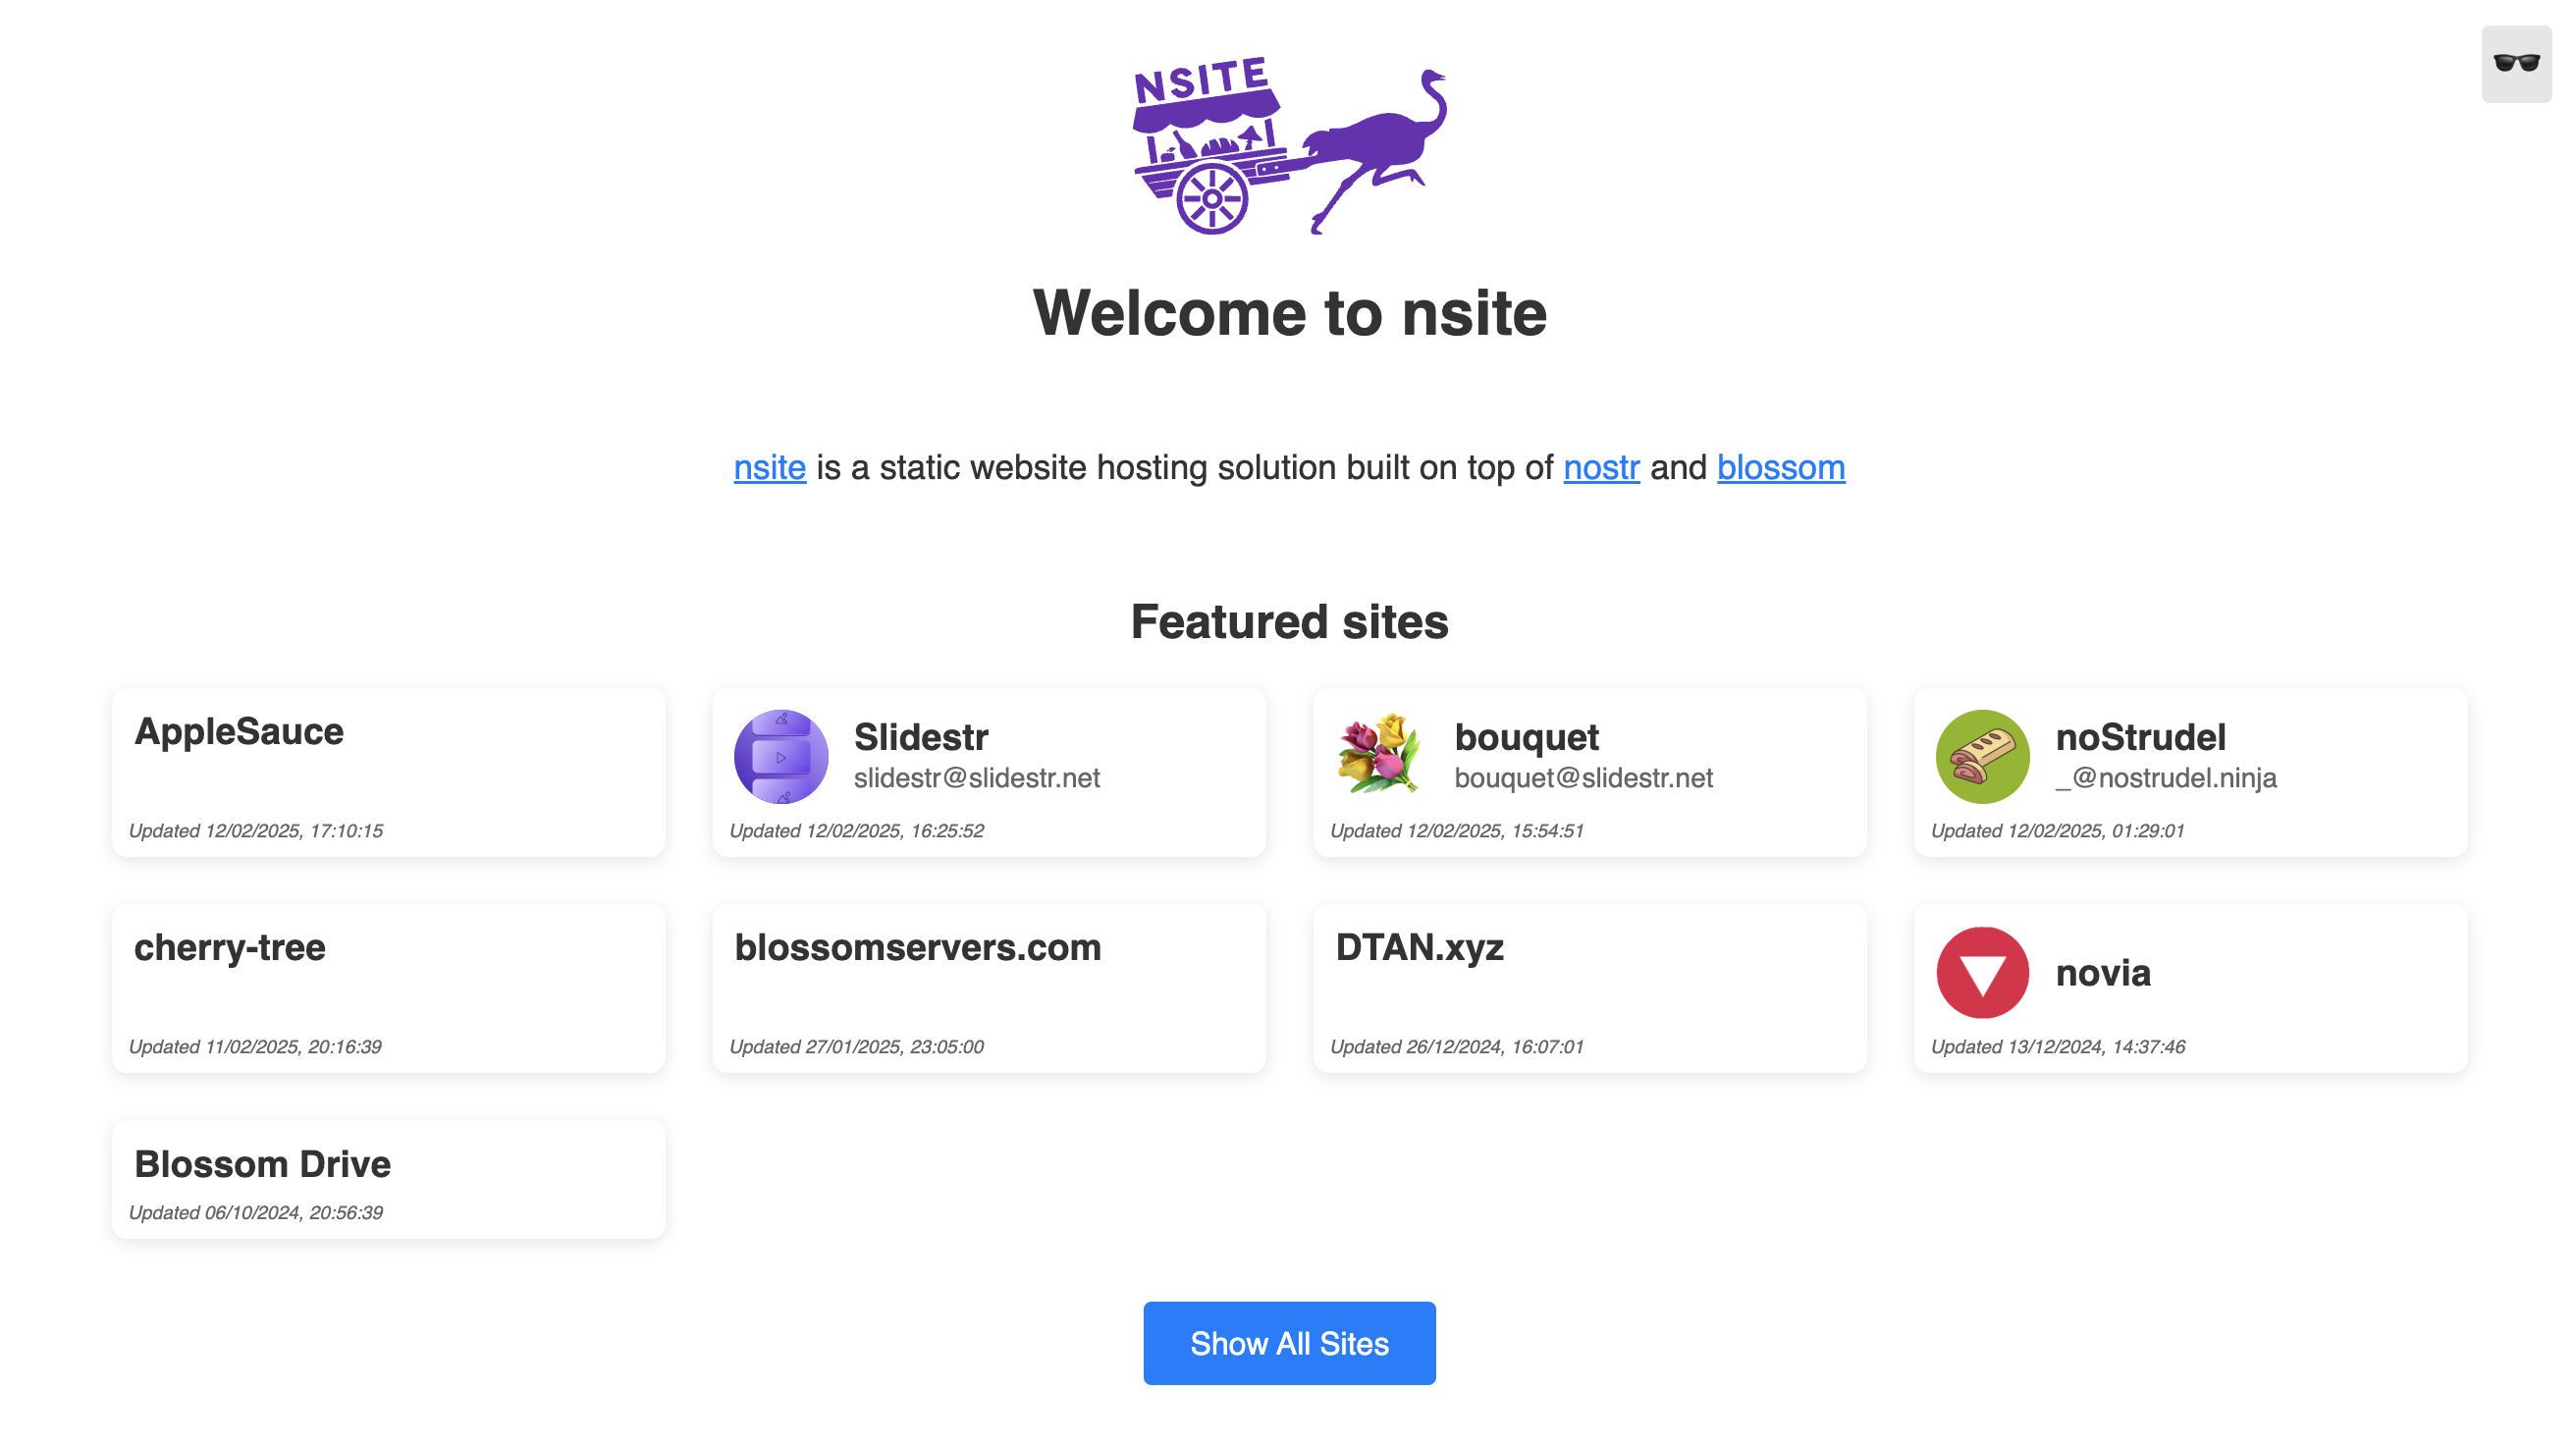 NSITE
Welcome to nsite
nsite is a static website hosting solution built on top of nostr and blossom
Featured sites
AppleSauce
Updated 12/02/2025, 17:10:15
Slidestr
slidestr@slidestr.net
Updated 12/02/2025, 16:25:52
bouquet
bouquet@slidestr.net
Updated 12/02/2025, 15:54:51
noStrudel
_@nostrudel.ninja
Updated 12/02/2025, 01:29:01
cherry-tree
Updated 11/02/2025, 20:16:39
blossomservers.com
Updated 27/01/2025, 23:05:00
DTAN.xyz
Updated 26/12/2024, 16:07:01
novia
Updated 13/12/2024, 14:37:46
Blossom Drive
Updated 06/10/2024, 20:56:39
Show All Sites